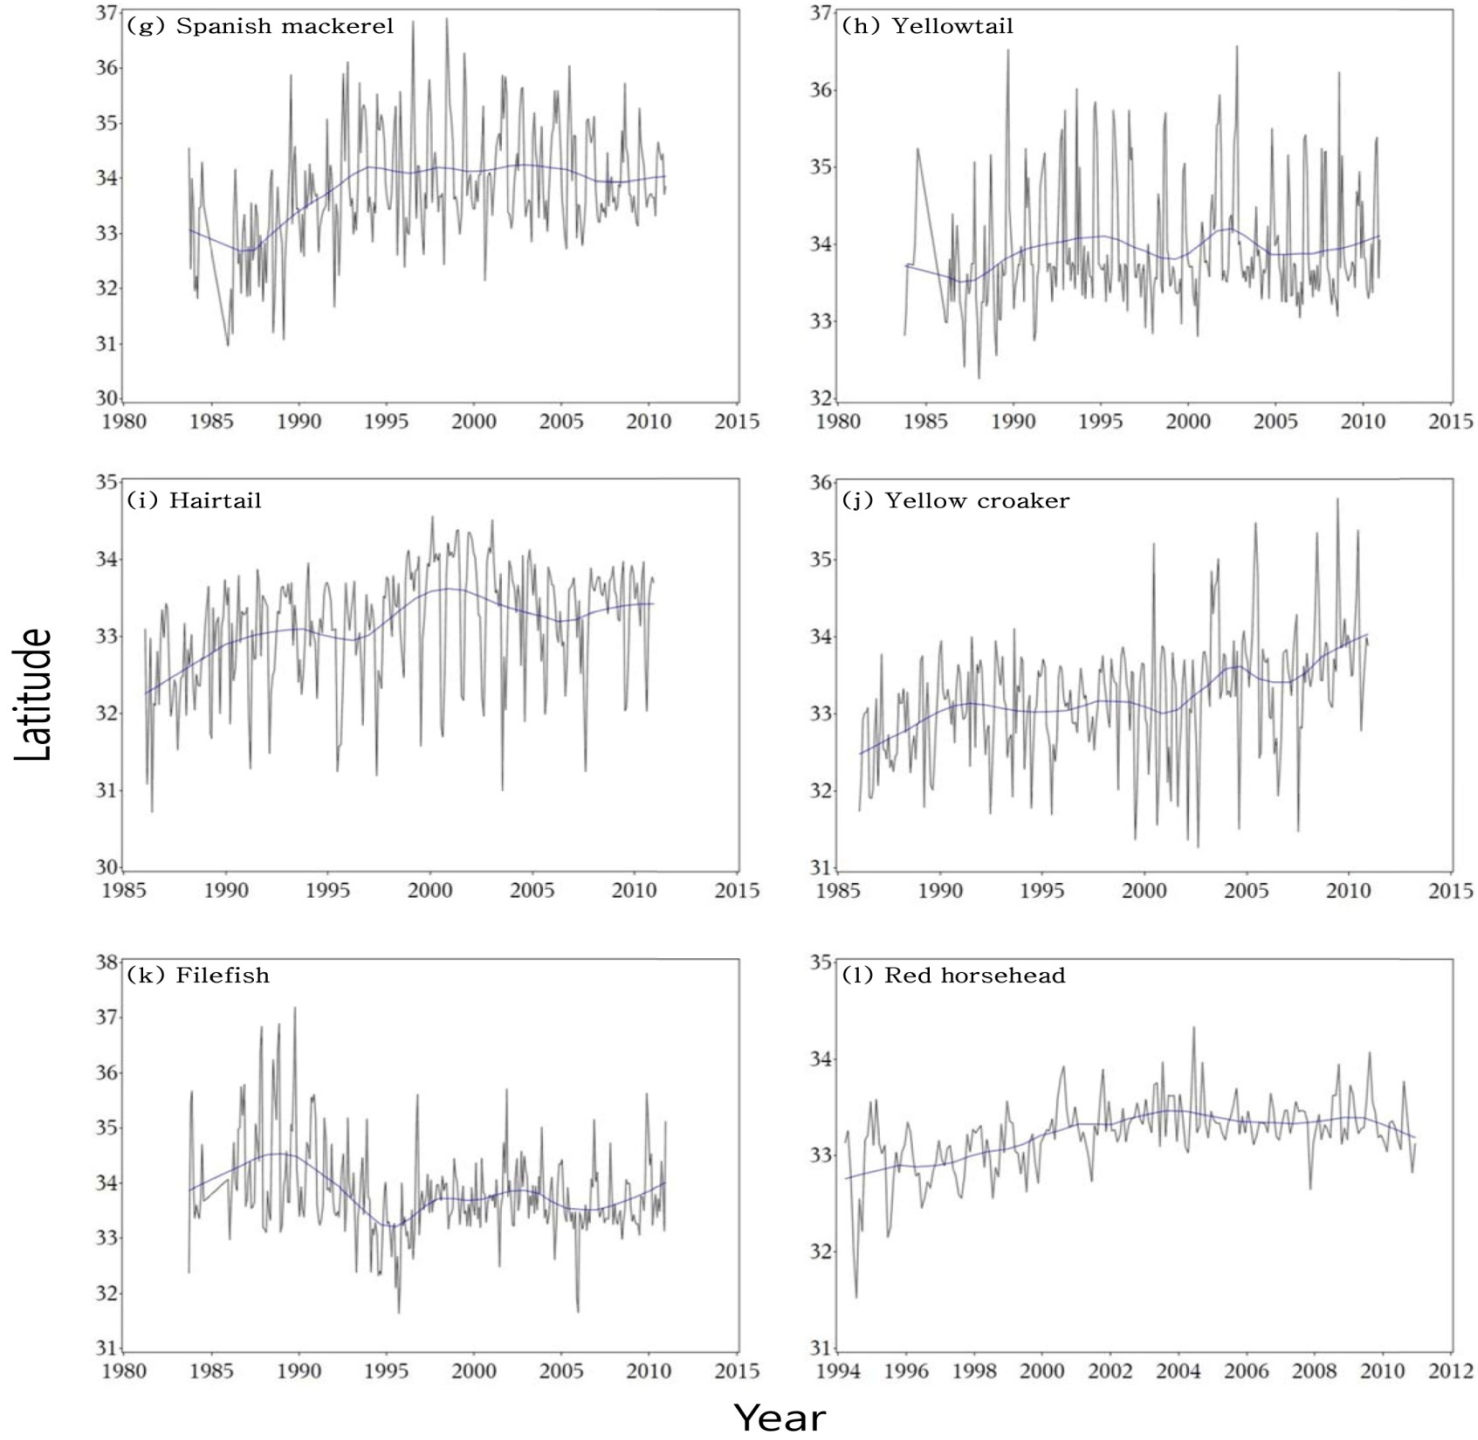 (g) Spanish mackerel
37
36
35
34
33
32
31
30
1980 1985 1990 1995 2000 2005 2010 2015
(h) Yellowtail
37
36
35
34
33
32
1980 1985 1990 1995 2000 2005 2010 2015
(i) Hairtail
35
34
33
32
31
30
1985 1990 1995 2000 2005 2010 2015
(j) Yellow croaker
36
35
34
33
32
31
1985 1990 1995 2000 2005 2010 2015
Latitude
(k) Filefish
38
37
36
35
34
33
32
31
1980 1985 1990 1995 2000 2005 2010 2015
(l) Red horsehead
35
34
33
32
31
1994 1996 1998 2000 2002 2004 2006 2008 2010 2012
Year